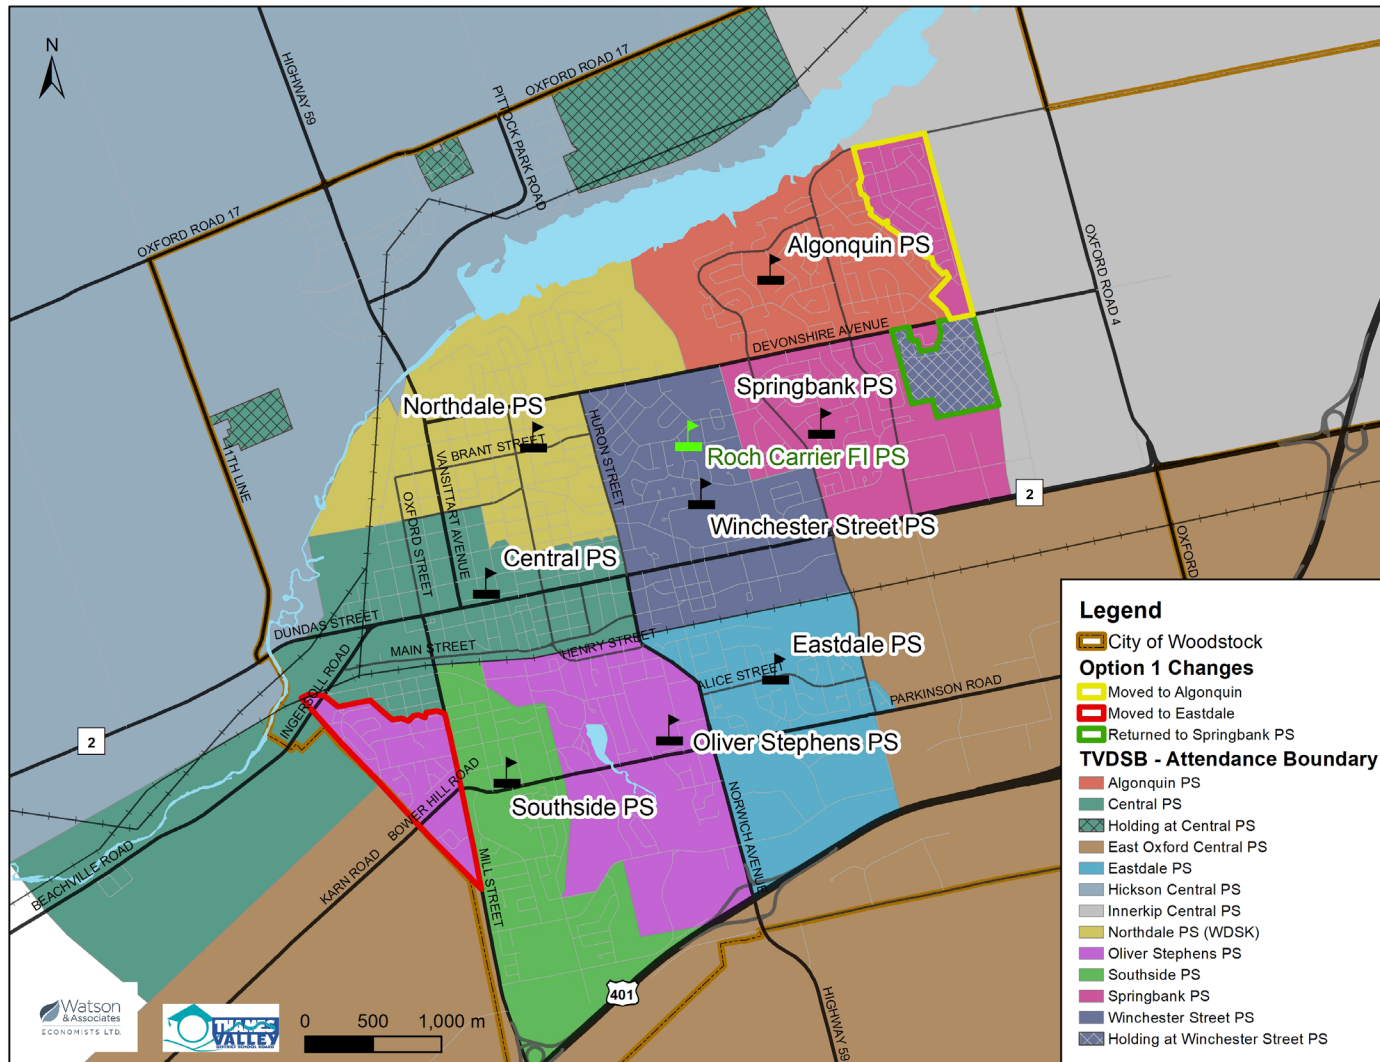 N
HIGHWAY 59
OXFORD ROAD 17
PITTOCK PARK ROAD
OXFORD ROAD 17
Algonquin PS
OXFORD ROAD 4
DEVONSHIRE AVENUE
Springbank PS
Northdale PS
HURON STREET
BRANT STREET
Roch Carrier FI PS
11TH LINE
VANSITTART AVENUE
OXFORD STREET
2
Winchester Street PS
OXFORD
Central PS
DUNDAS STREET
MAIN STREET
HENRY STREET
Eastdale PS
ALICE STREET
PARKINSON ROAD
INGERSOLL ROAD
2
Oliver Stephens PS
BOWER HILL ROAD
Southside PS
NORWICH AVENUE
BEACHVILLE ROAD
KARN ROAD
MILL STREET
401
HIGHWAY 59
Legend
City of Woodstock
Option 1 Changes
Moved to Algonquin
Moved to Eastdale
Returned to Springbank PS
TVDSB - Attendance Boundary
Algonquin PS
Central PS
Holding at Central PS
East Oxford Central PS
Eastdale PS
Hickson Central PS
Innerkip Central PS
Northdale PS (WDSK)
Oliver Stephens PS
Southside PS
Springbank PS
Winchester Street PS
Holding at Winchester Street PS
Watson
& Associates
ECONOMISTS LTD.
THAMES
VALLEY
DISTRICT SCHOOL BOARD
0 500 1,000 m